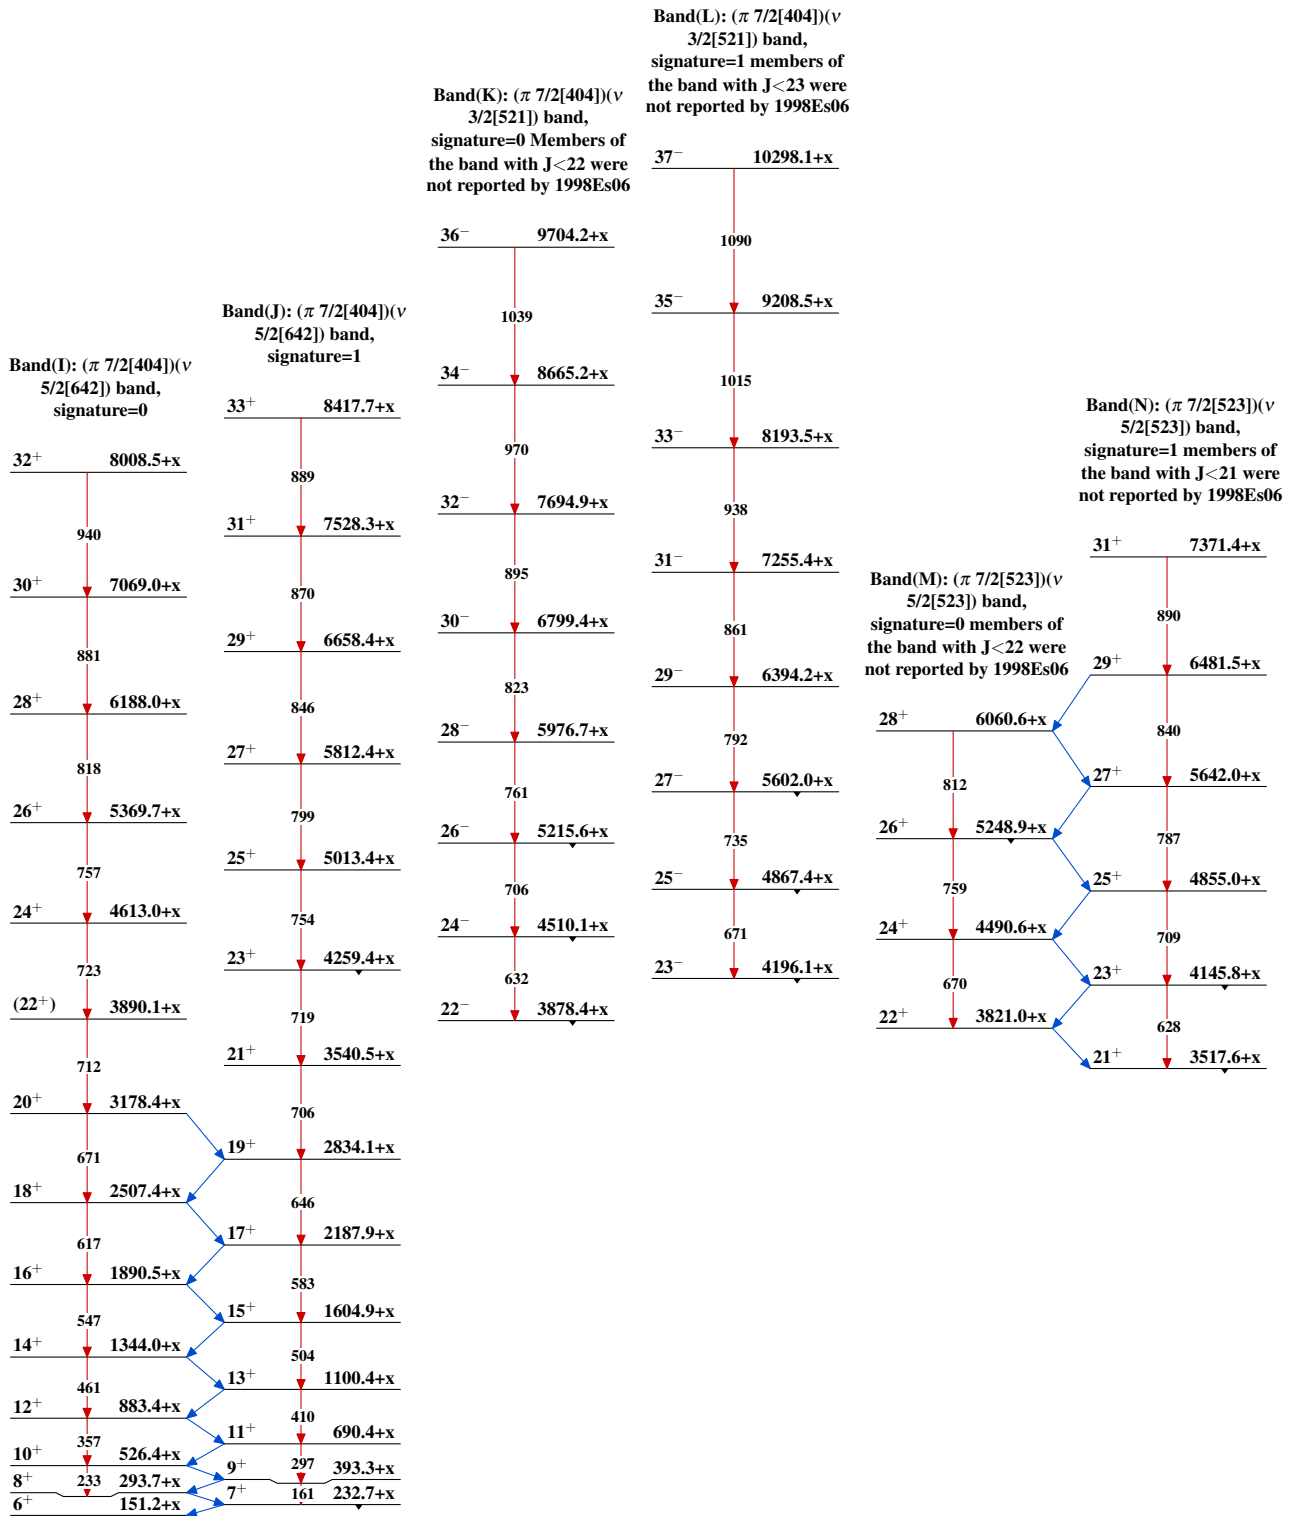 Band(I): (π 7/2[404])(ν
5/2[642]) band,
signature=0
32⁺ 8008.5+x
940
30⁺ 7069.0+x
881
28⁺ 6188.0+x
818
26⁺ 5369.7+x
757
24⁺ 4613.0+x
723
(22⁺) 3890.1+x
712
20⁺ 3178.4+x
671
18⁺ 2507.4+x
617
16⁺ 1890.5+x
547
14⁺ 1344.0+x
461
12⁺ 883.4+x
357
10⁺ 526.4+x
233
8⁺ 293.7+x
6⁺ 151.2+x
Band(J): (π 7/2[404])(ν
5/2[642]) band,
signature=1
33⁺ 8417.7+x
889
31⁺ 7528.3+x
870
29⁺ 6658.4+x
846
27⁺ 5812.4+x
799
25⁺ 5013.4+x
754
23⁺ 4259.4+x
719
21⁺ 3540.5+x
706
19⁺ 2834.1+x
646
17⁺ 2187.9+x
583
15⁺ 1604.9+x
504
13⁺ 1100.4+x
410
11⁺ 690.4+x
297
9⁺ 393.3+x
161
7⁺ 232.7+x
Band(K): (π 7/2[404])(ν
3/2[521]) band,
signature=0 Members of
the band with J<22 were
not reported by 1998Es06
36⁻ 9704.2+x
1039
34⁻ 8665.2+x
970
32⁻ 7694.9+x
895
30⁻ 6799.4+x
823
28⁻ 5976.7+x
761
26⁻ 5215.6+x
706
24⁻ 4510.1+x
632
22⁻ 3878.4+x
Band(L): (π 7/2[404])(ν
3/2[521]) band,
signature=1 members of
the band with J<23 were
not reported by 1998Es06
37⁻ 10298.1+x
1090
35⁻ 9208.5+x
1015
33⁻ 8193.5+x
938
31⁻ 7255.4+x
861
29⁻ 6394.2+x
792
27⁻ 5602.0+x
735
25⁻ 4867.4+x
671
23⁻ 4196.1+x
Band(M): (π 7/2[523])(ν
5/2[523]) band,
signature=0 members of
the band with J<22 were
not reported by 1998Es06
28⁺ 6060.6+x
812
26⁺ 5248.9+x
759
24⁺ 4490.6+x
670
22⁺ 3821.0+x
Band(N): (π 7/2[523])(ν
5/2[523]) band,
signature=1 members of
the band with J<21 were
not reported by 1998Es06
31⁺ 7371.4+x
890
29⁺ 6481.5+x
840
27⁺ 5642.0+x
787
25⁺ 4855.0+x
709
23⁺ 4145.8+x
628
21⁺ 3517.6+x